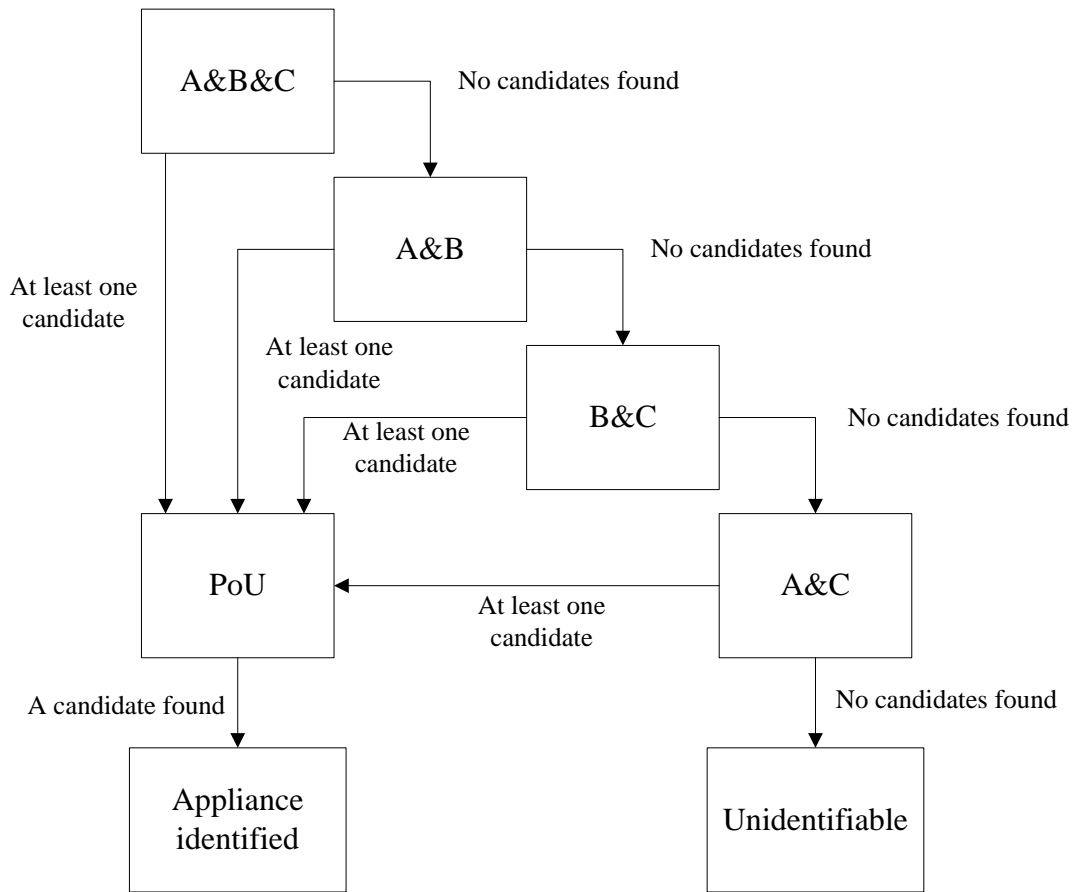 A&B&C
No candidates found
A&B
No candidates found
At least one
candidate
At least one
candidate
B&C
No candidates found
At least one
candidate
PoU
A&C
At least one
candidate
A candidate found
No candidates found
Appliance
identified
Unidentifiable